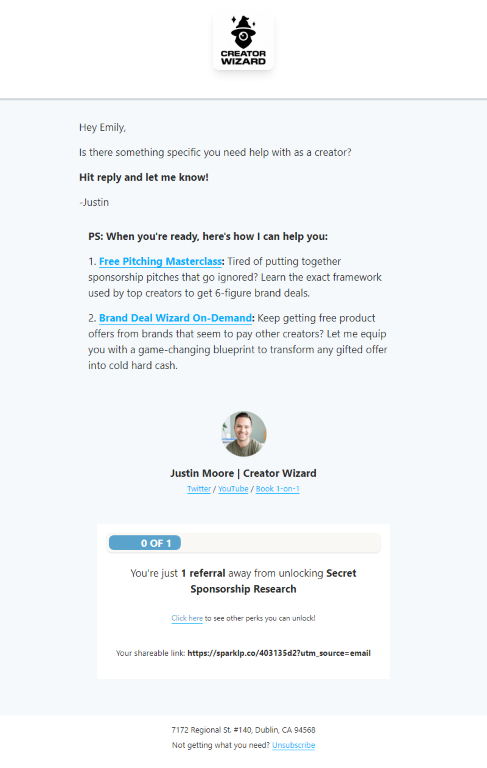 CREATOR
WIZARD
Hey Emily,
Is there something specific you need help with as a creator?
Hit reply and let me know!
-Justin
PS: When you're ready, here's how I can help you:
1. Free Pitching Masterclass: Tired of putting together
sponsorship pitches that go ignored? Learn the exact framework
used by top creators to get 6-figure brand deals.
2. Brand Deal Wizard On-Demand: Keep getting free product
offers from brands that seem to pay other creators? Let me equip
you with a game-changing blueprint to transform any gifted offer
into cold hard cash.
Justin Moore | Creator Wizard
Twitter / YouTube / Book 1-on-1
0 OF 1
You're just 1 referral away from unlocking Secret
Sponsorship Research
Click here to see other perks you can unlock!
Your shareable link: https://sparklp.co/403135d2?utm_source=email
7172 Regional St. #140, Dublin, CA 94568
Not getting what you need? Unsubscribe